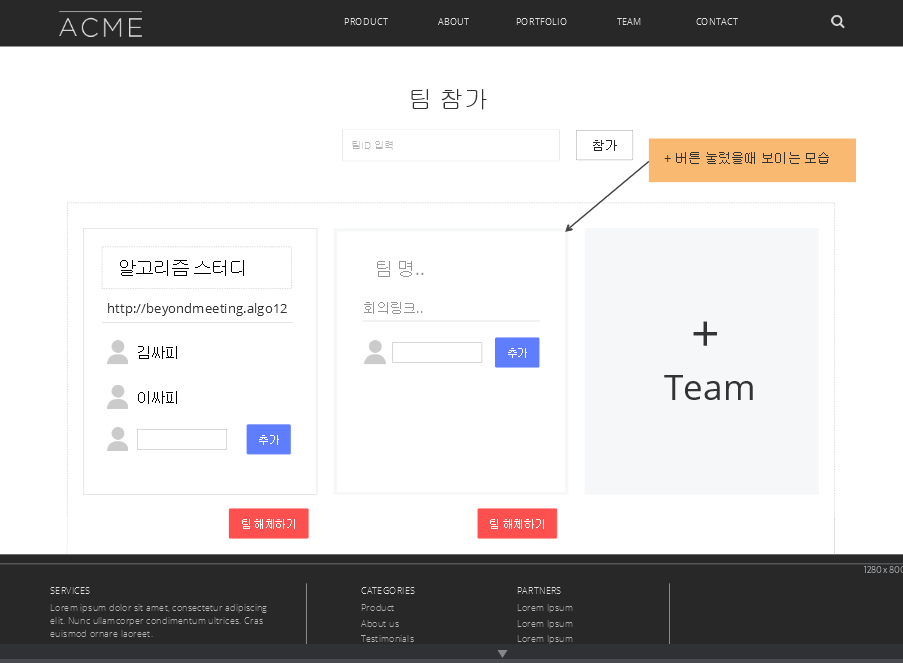 ACME
PRODUCT
ABOUT
PORTFOLIO
TEAM
CONTACT
팀 참가
팀ID 입력
참가
+ 버튼 눌렀을때 보이는 모습
알고리즘 스터디
http://beyondmeeting.algo12
김싸피
이싸피
추가
팀 해체하기
팀 명..
회의링크..
추가
팀 해체하기
+
Team
1280 x 800
SERVICES
Lorem ipsum dolor sit amet, consectetur adipiscing
elit. Nunc ullamcorper condimentum ultrices. Cras
euismod ornare laoreet.
CATEGORIES
Product
About us
Testimonials
PARTNERS
Lorem Ipsum
Lorem Ipsum
Lorem Ipsum